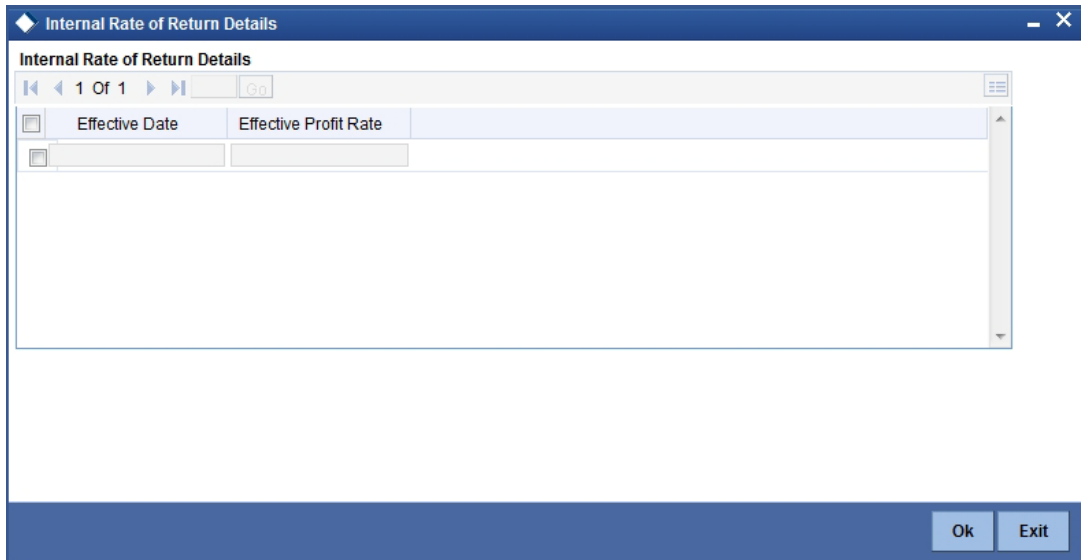 Internal Rate of Return Details
Internal Rate of Return Details
1 Of 1 Go
Effective Date Effective Profit Rate
Ok Exit